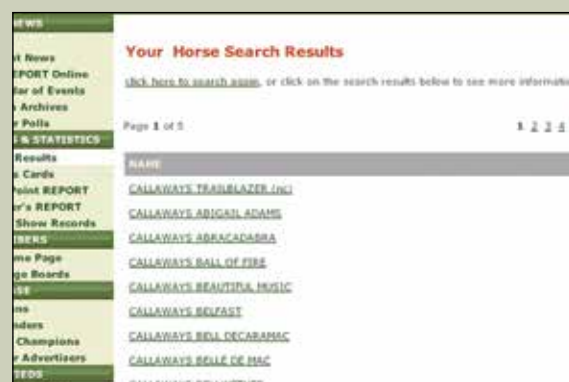 NEWS
t News
EPORT Online
dar of Events
Archives
r Polls
& STATISTICS
Results
s Cards
Point REPORT
er's REPORT
Show Records
IBERS
me Page
ge Boards
SE
ns
nders
Champions
r Advertisers
TEDS
Your Horse Search Results
click here to search again, or click on the search results below to see more informatio
Page 1 of 5
1 2 3 4
NAME
CALLAWAYS TRAILBLAZER (nc)
CALLAWAYS ABIGAIL ADAMS
CALLAWAYS ABRACADABRA
CALLAWAYS BALL OF FIRE
CALLAWAYS BEAUTIFUL MUSIC
CALLAWAYS BELFAST
CALLAWAYS BELL DECARAMAC
CALLAWAYS BELLE DE MAC